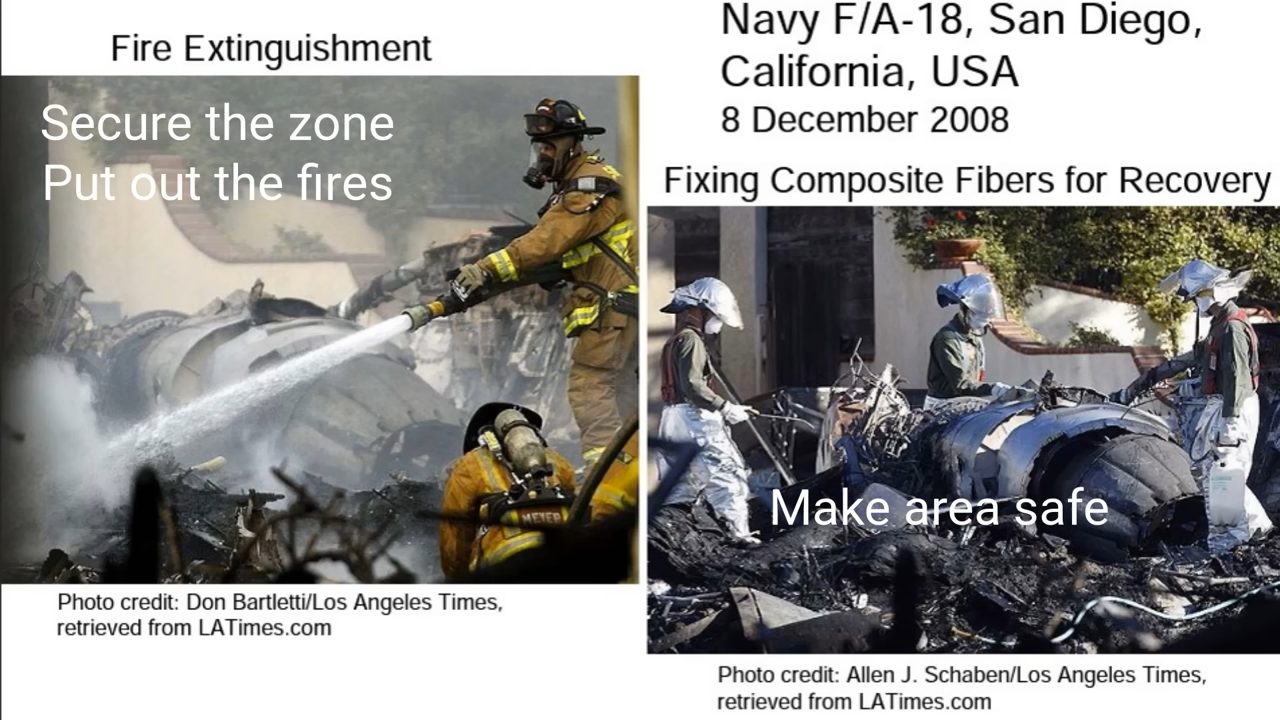 Fire Extinguishment
Secure the zone
Put out the fires
METER
Photo credit: Don Bartletti/Los Angeles Times,
retrieved from LATimes.com
Navy F/A-18, San Diego,
California, USA
8 December 2008
Fixing Composite Fibers for Recovery
Make area safe
Photo credit: Allen J. Schaben/Los Angeles Times,
retrieved from LATimes.com